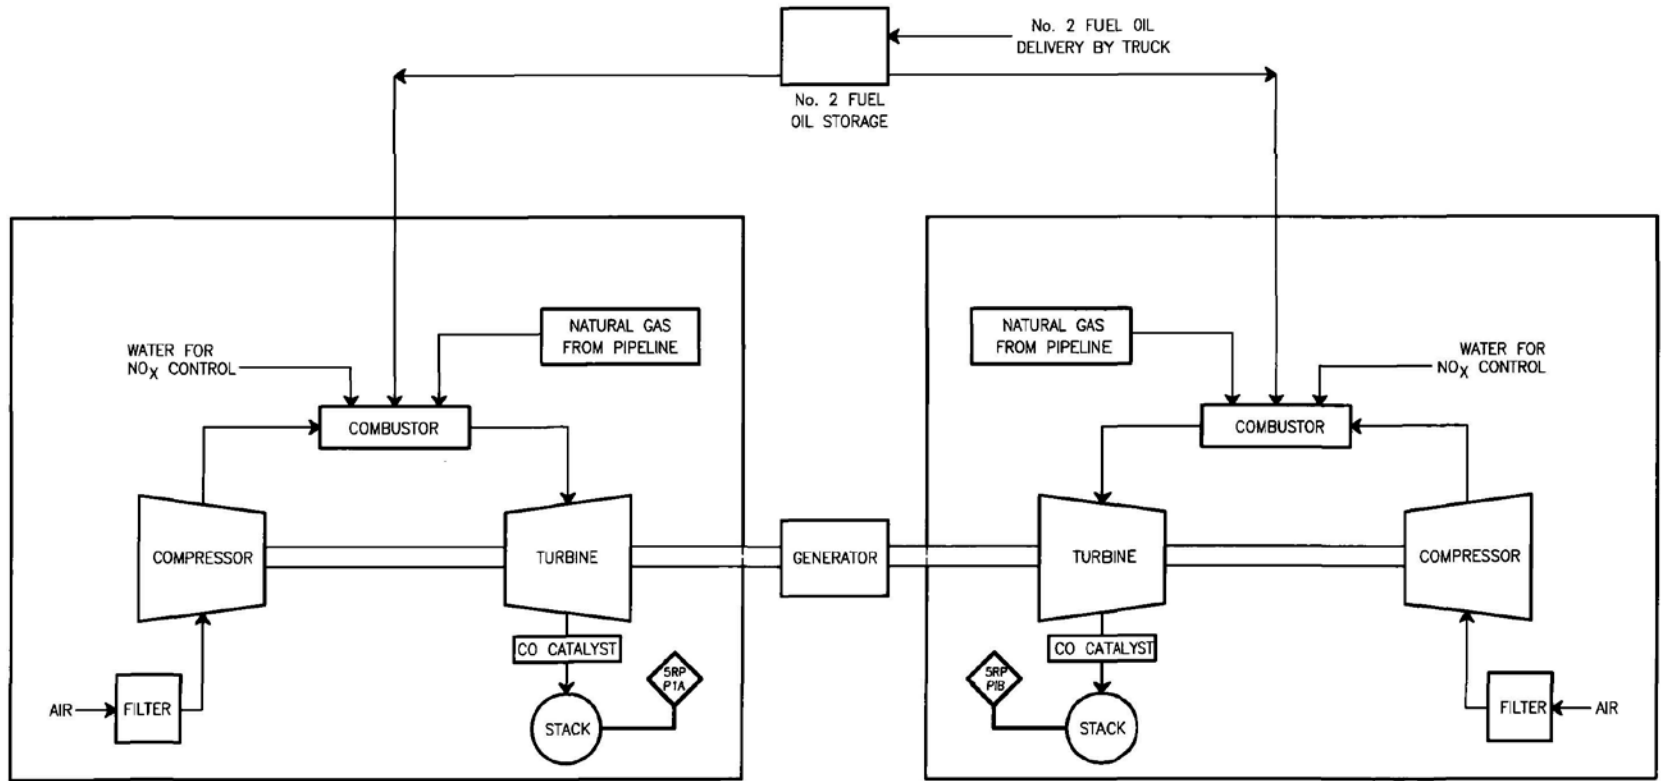 No. 2 FUEL OIL
DELIVERY BY TRUCK
No. 2 FUEL
OIL STORAGE
NATURAL GAS
FROM PIPELINE
WATER FOR
NOX CONTROL
COMBUSTOR
COMPRESSOR
TURBINE
CO CATALYST
SRP
P1A
AIR
FILTER
STACK
GENERATOR
NATURAL GAS
FROM PIPELINE
WATER FOR
NOX CONTROL
COMBUSTOR
TURBINE
COMPRESSOR
CO CATALYST
SRP
P1B
STACK
FILTER
AIR